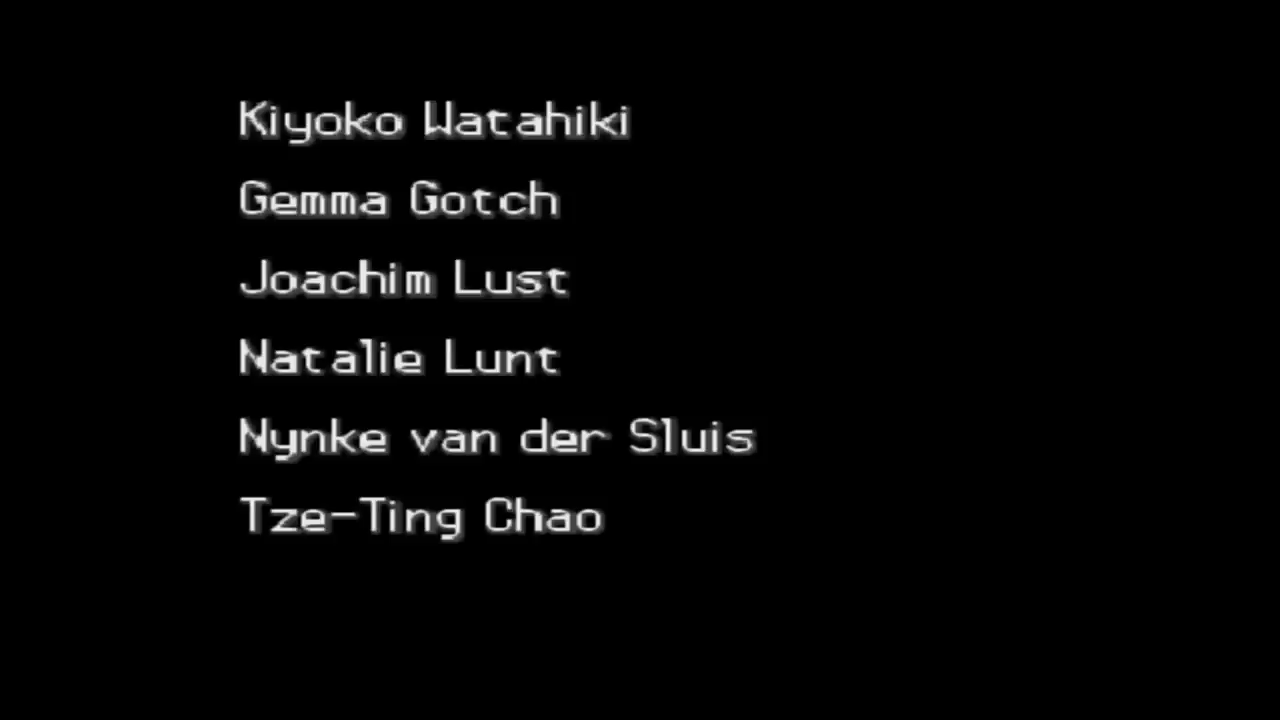 Kiyoko Watahiki
Gemma Gotch
Joachim Lust
Natalie Lunt
Nynke van der Sluis
Tze-Ting Chao